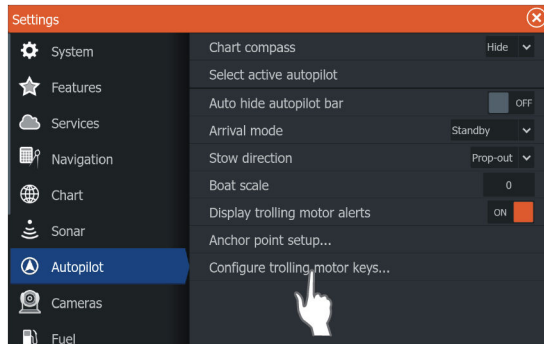 Settings
System
Features
Services
Navigation
Chart
Sonar
Autopilot
Cameras
Fuel
Chart compass Hide
Select active autopilot
Auto hide autopilot bar OFF
Arrival mode Standby
Stow direction Prop-out
Boat scale 0
Display trolling motor alerts ON
Anchor point setup...
Configure trolling motor keys...